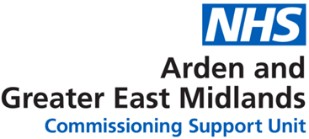 NHS
Arden and
Greater East Midlands
Commissioning Support Unit